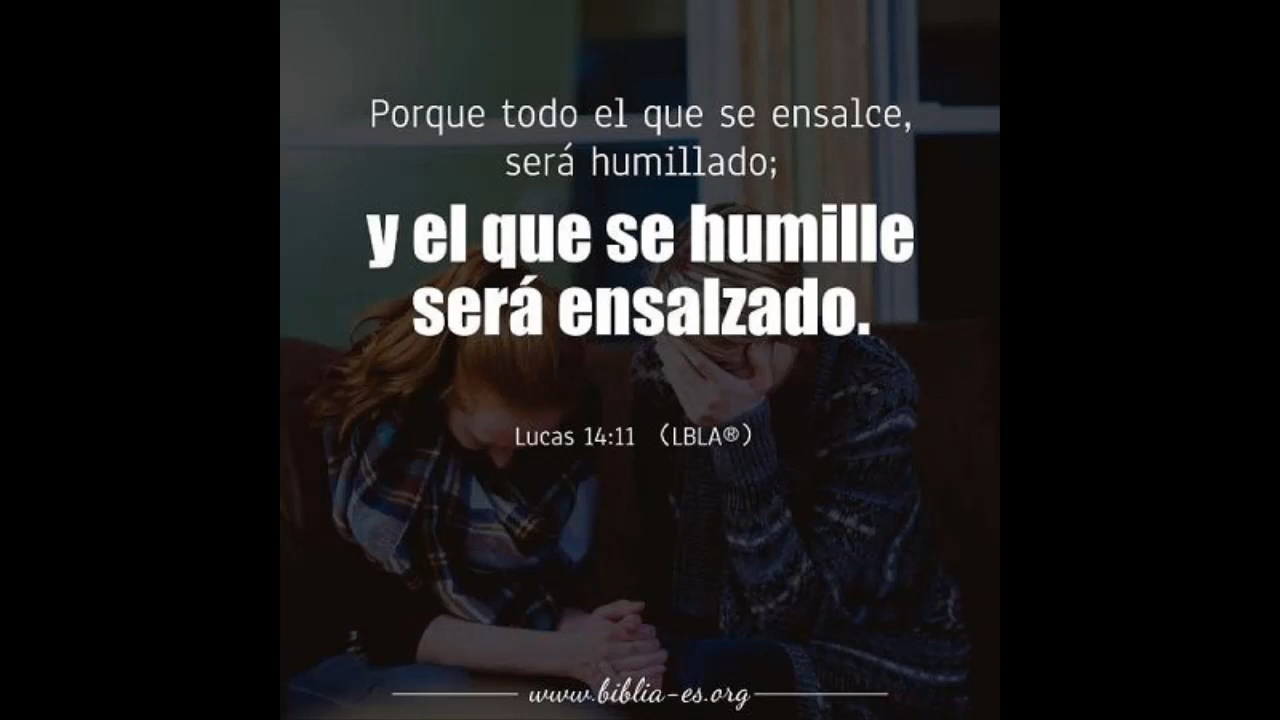 Porque todo el que se ensalce,
será humillado;
y el que se humille
será ensalzado.
Lucas 14:11 (LBLA®)
www.biblia-es.org